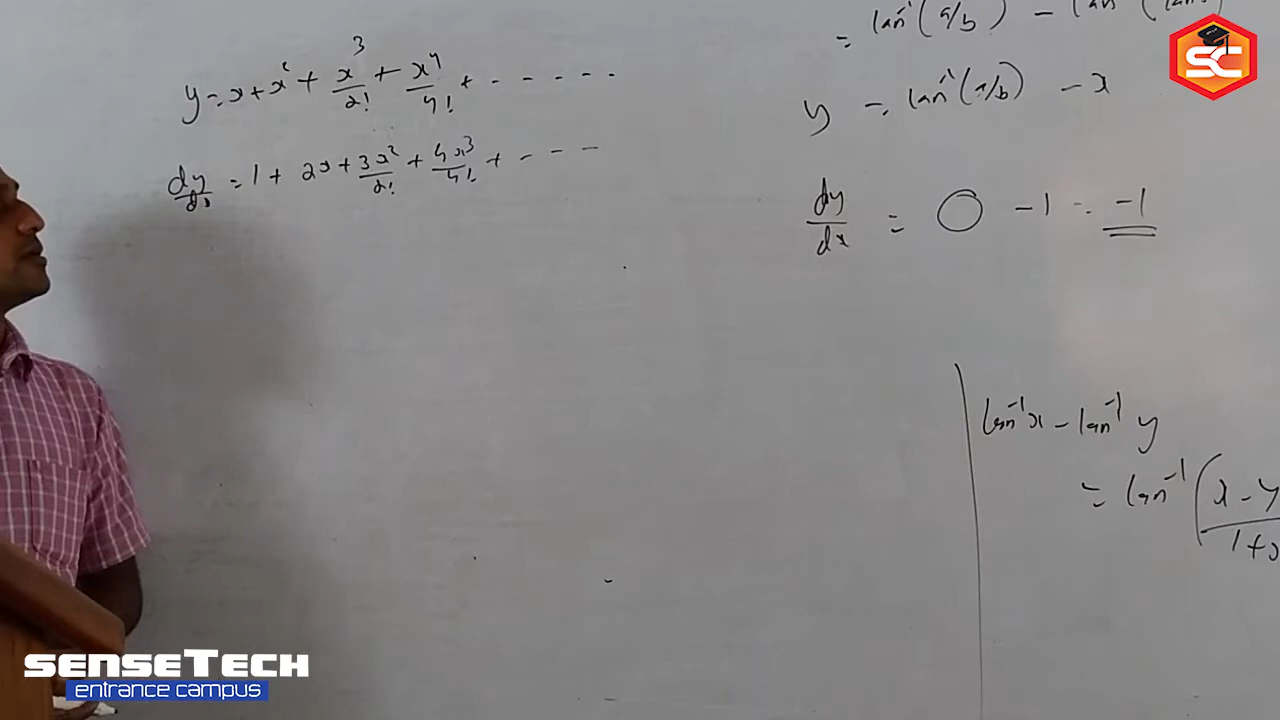 y = x + x² + x³/2! + x⁴/4! + - - - - -
dy/dx = 1 + 2x + 3x²/2! + 4x³/4! + - - -
= tan⁻¹(a/b) - tan⁻¹(tan
y = tan⁻¹(a/b) - x
dy/dx = 0 - 1 = -1
tan⁻¹x - tan⁻¹y
= tan⁻¹(x - y / 1 + x
SC
SENSETECH
entrance campus